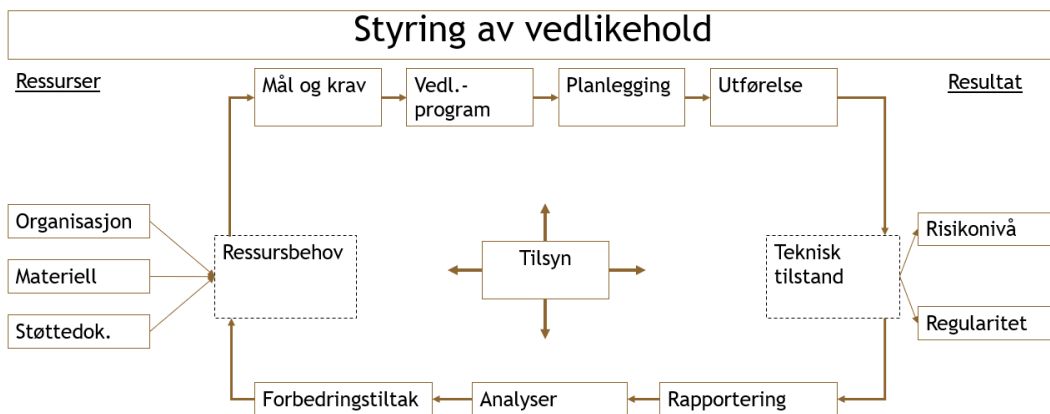 Styring av vedlikehold
Ressurser
Mål og krav
Vedl.-
program
Planlegging
Utførelse
Resultat
Organisasjon
Materiell
Støttedok.
Ressursbehov
Tilsyn
Teknisk
tilstand
Risikonivå
Regularitet
Forbedringstiltak
Analyser
Rapportering